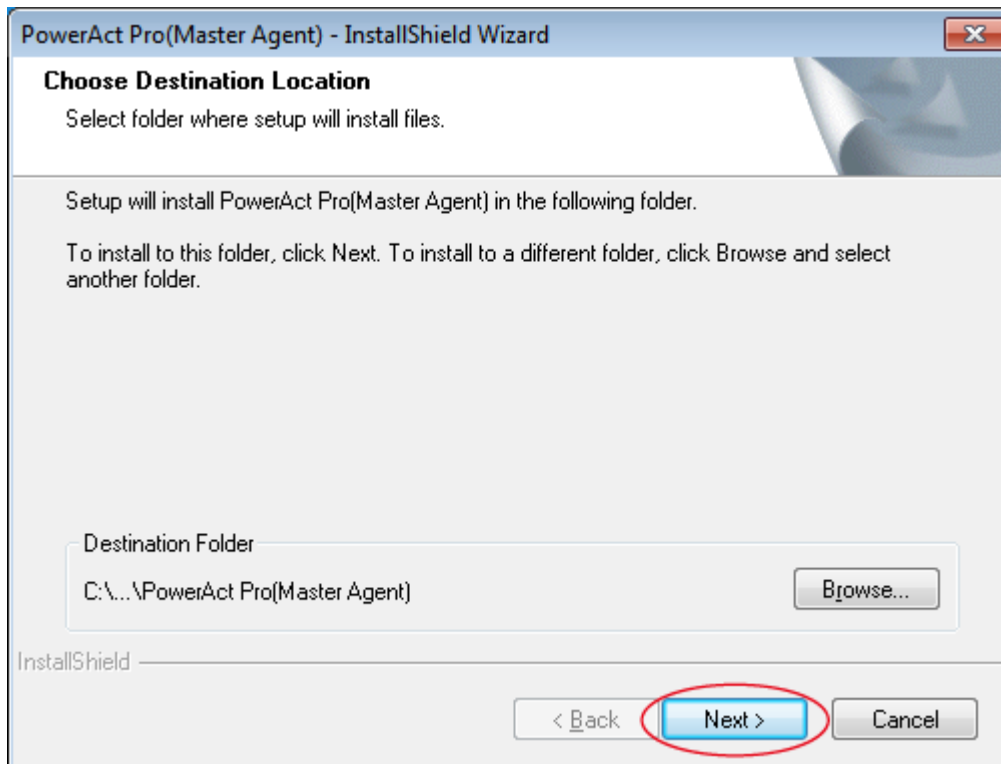 PowerAct Pro(Master Agent) - InstallShield Wizard
Choose Destination Location
Select folder where setup will install files.
Setup will install PowerAct Pro(Master Agent) in the following folder.
To install to this folder, click Next. To install to a different folder, click Browse and select
another folder.
Destination Folder
C:\...\PowerAct Pro(Master Agent)
Browse...
InstallShield
< Back
Next >
Cancel